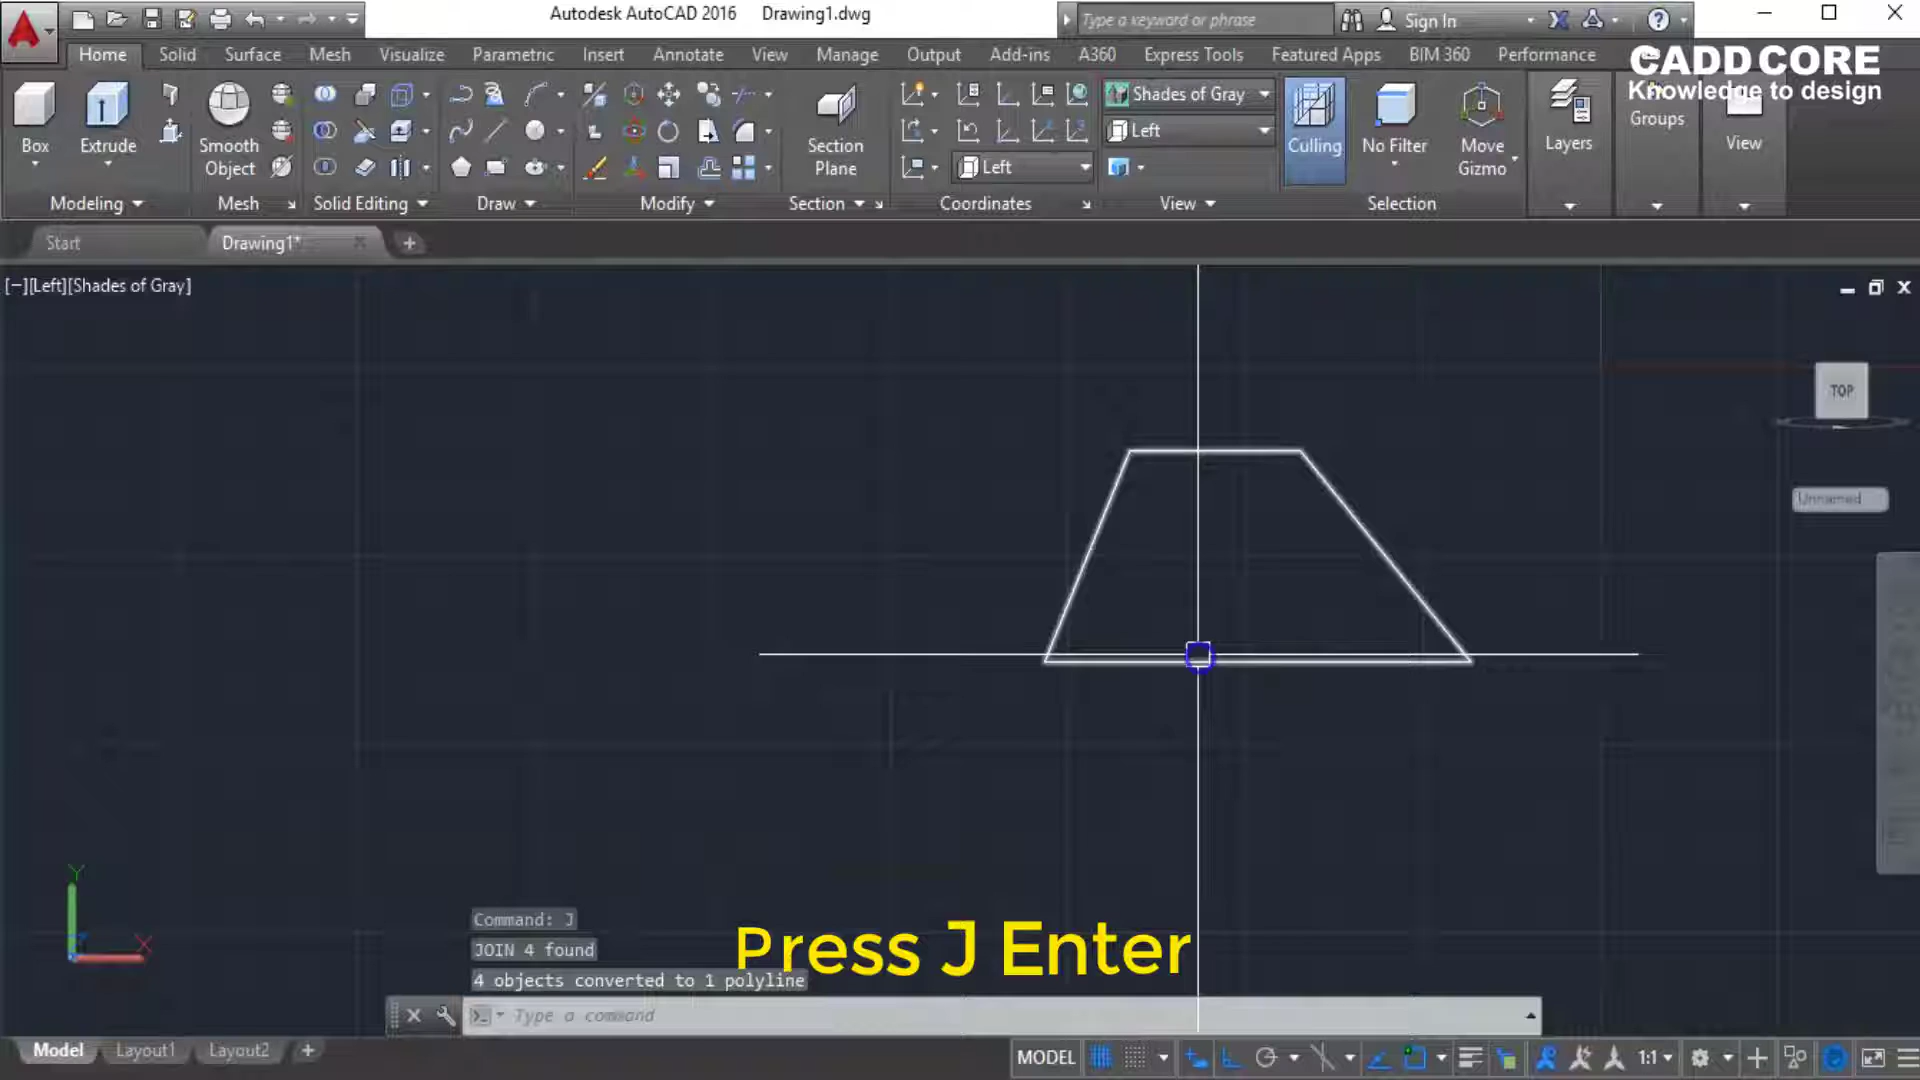 Autodesk AutoCAD 2016 Drawing1.dwg
Type a keyword or phrase
Sign In
Home Solid Surface Mesh Visualize Parametric Insert Annotate View Manage Output Add-ins A360 Express Tools Featured Apps BIM 360 Performance
CADD CORE
Knowledge to design
Box
Extrude
Smooth Object
Section Plane
Left
Shades of Gray
Left
Culling
No Filter
Move Gizmo
Layers
Groups
View
Modeling Mesh Solid Editing Draw Modify Section Coordinates View Selection
Start Drawing1*
[−][Left][Shades of Gray]
TOP
Unnamed
Y
X
Command: J
JOIN 4 found
4 objects converted to 1 polyline
Press J Enter
Type a command
Model Layout1 Layout2
MODEL
1:1